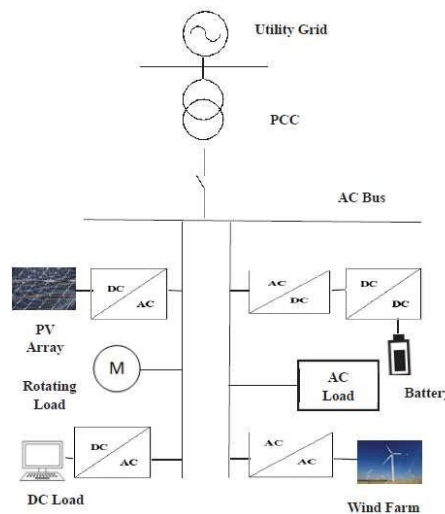 Utility Grid
PCC
AC Bus
DC
AC
AC
DC
DC
DC
PV
Array
M
Rotating
Load
AC
Load
Battery
DC
AC
DC Load
AC
AC
Wind Farm